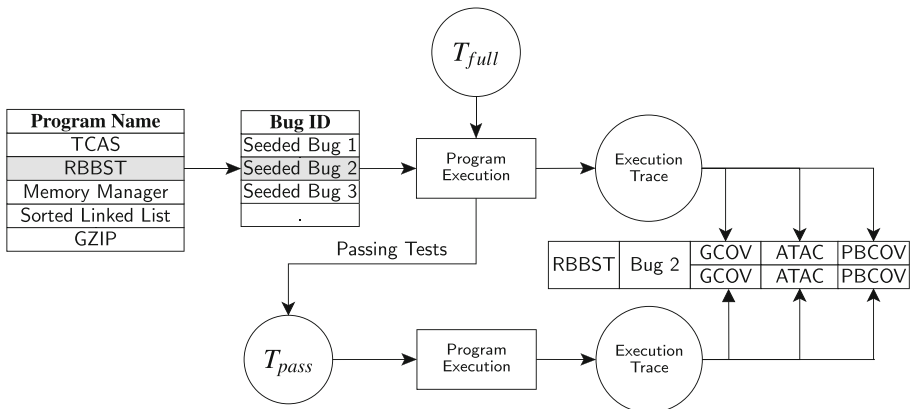 T_full
Program Name
TCAS
RBBST
Memory Manager
Sorted Linked List
GZIP
Bug ID
Seeded Bug 1
Seeded Bug 2
Seeded Bug 3
.
Program
Execution
Execution
Trace
Passing Tests
RBBST
Bug 2
GCOV
ATAC
PBCOV
GCOV
ATAC
PBCOV
T_pass
Program
Execution
Execution
Trace